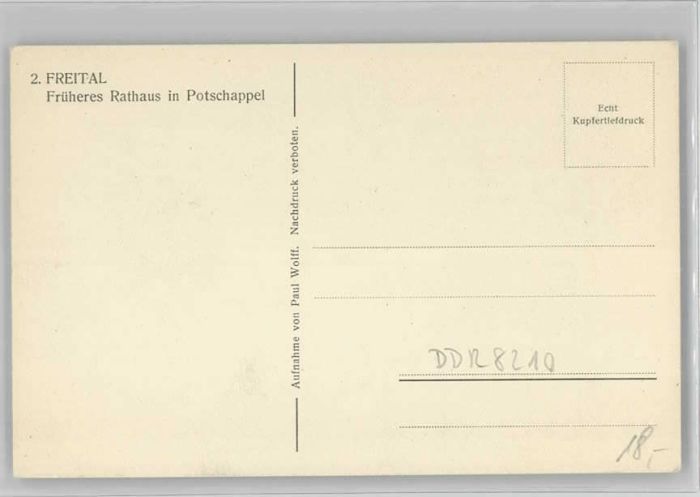 2. FREITAL
Früheres Rathaus in Potschappel
Aufnahme von Paul Wolff. Nachdruck verboten.
Echt
Kupfertiefdruck
DDR 8210
18,-